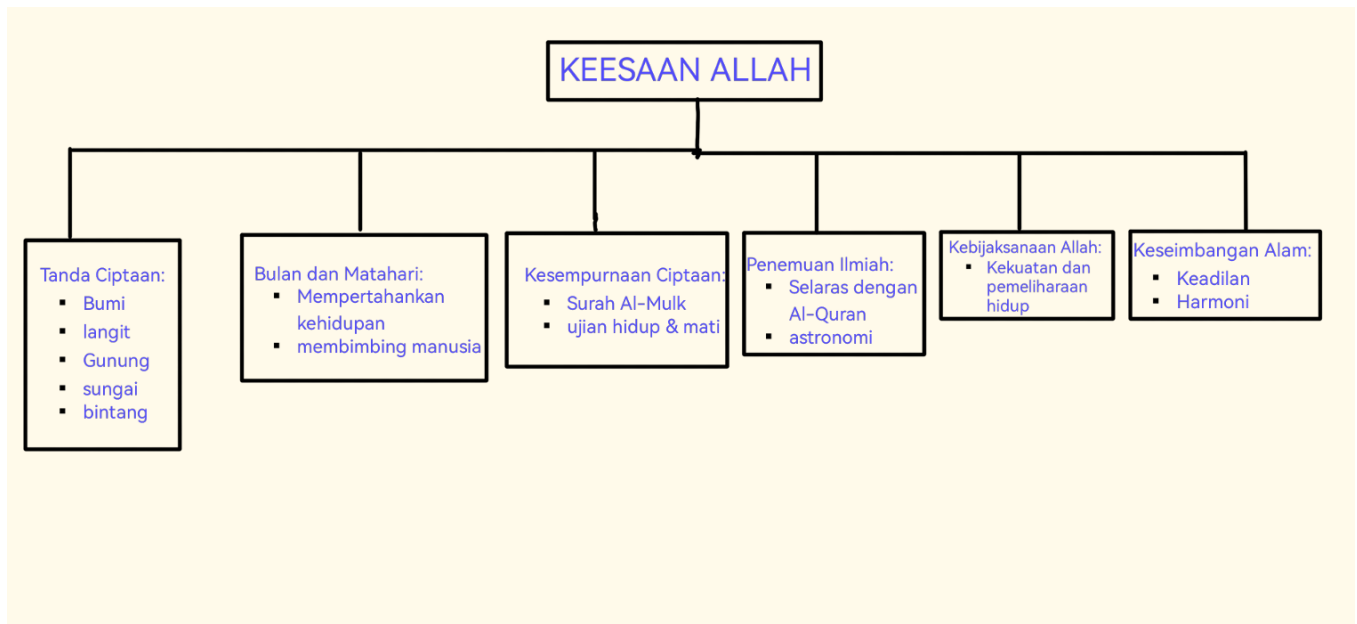 KEESAAN ALLAH
Tanda Ciptaan:
▪ Bumi
▪ langit
▪ Gunung
▪ sungai
▪ bintang
Bulan dan Matahari:
▪ Mempertahankan
kehidupan
▪ membimbing manusia
Kesempurnaan Ciptaan:
▪ Surah Al-Mulk
▪ ujian hidup & mati
Penemuan Ilmiah:
▪ Selaras dengan
Al-Quran
▪ astronomi
Kebijaksanaan Allah:
▪ Kekuatan dan
pemeliharaan
hidup
Keseimbangan Alam:
▪ Keadilan
▪ Harmoni